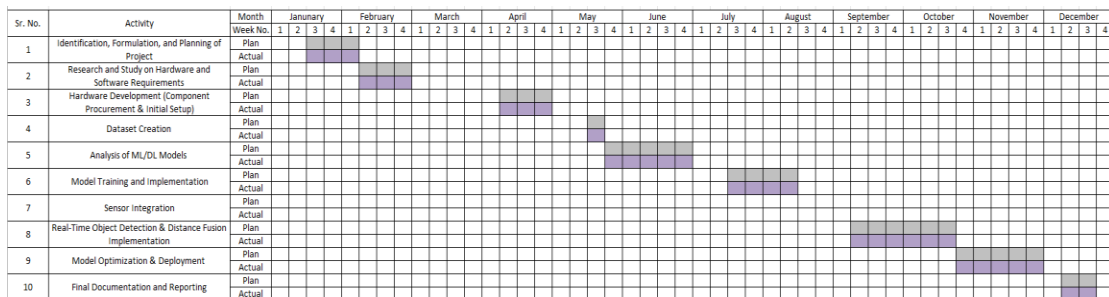 Sr. No. Activity Month Janunary February March April May June July August September October November December
Week No. 1 2 3 4 1 2 3 4 1 2 3 4 1 2 3 4 1 2 3 4 1 2 3 4 1 2 3 4 1 2 3 4 1 2 3 4 1 2 3 4 1 2 3 4 1 2 3 4
1 Identification, Formulation, and Planning of Plan
Project Actual
2 Research and Study on Hardware and Plan
Software Requirements Actual
3 Hardware Development (Component Plan
Procurement & Initial Setup) Actual
4 Dataset Creation Plan
Actual
5 Analysis of ML/DL Models Plan
Actual
6 Model Training and Implementation Plan
Actual
7 Sensor Integration Plan
Actual
8 Real-Time Object Detection & Distance Fusion Plan
Implementation Actual
9 Model Optimization & Deployment Plan
Actual
10 Final Documentation and Reporting Plan
Actual